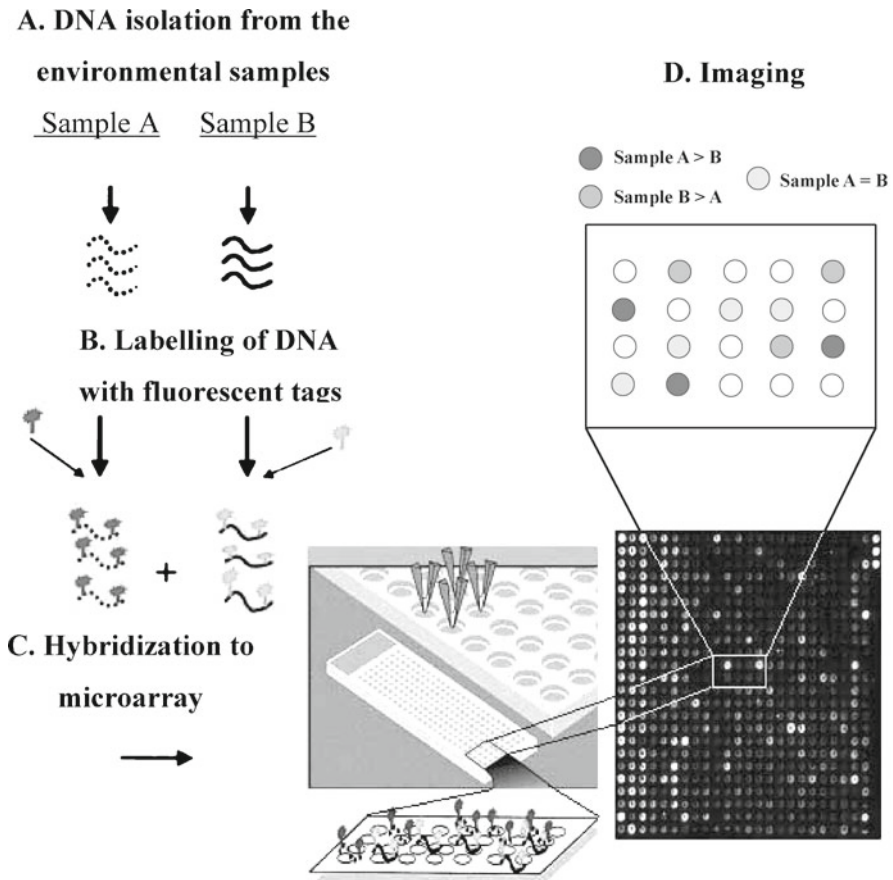 A. DNA isolation from the
environmental samples
Sample A
Sample B
B. Labelling of DNA
with fluorescent tags
+
C. Hybridization to
microarray
D. Imaging
Sample A > B
Sample B > A
Sample A = B